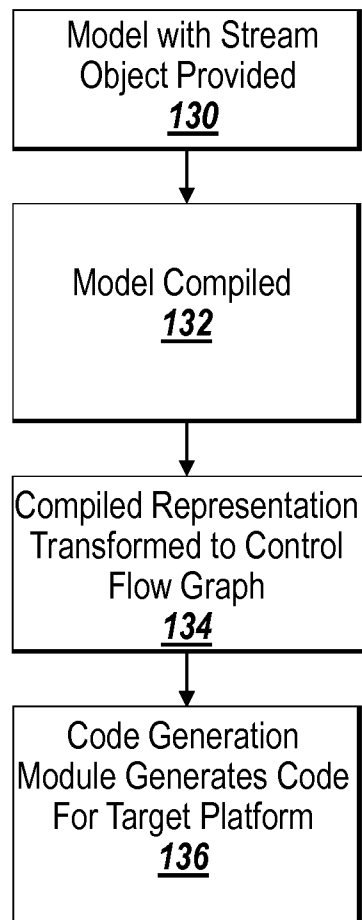 Model with Stream
Object Provided
130
Model Compiled
132
Compiled Representation
Transformed to Control
Flow Graph
134
Code Generation
Module Generates Code
For Target Platform
136